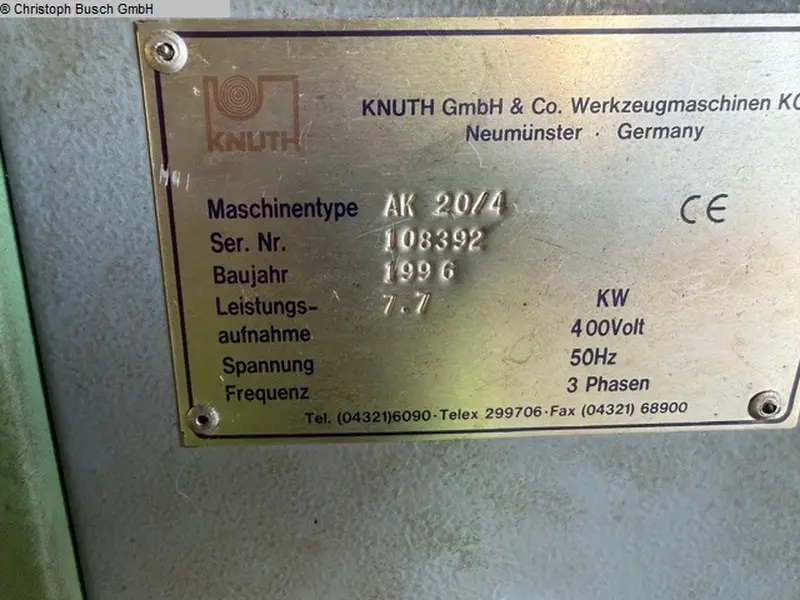 ® Christoph Busch GmbH
KNUTH
KNUTH GmbH & Co. Werkzeugmaschinen KG
Neumünster · Germany
Maschinentype AK 20/4
CE
Ser. Nr. 108392
Baujahr 1996
Leistungs- 7.7 KW
aufnahme 400Volt
Spannung 50Hz
Frequenz 3 Phasen
Tel. (04321)6090 · Telex 299706 · Fax (04321) 68900